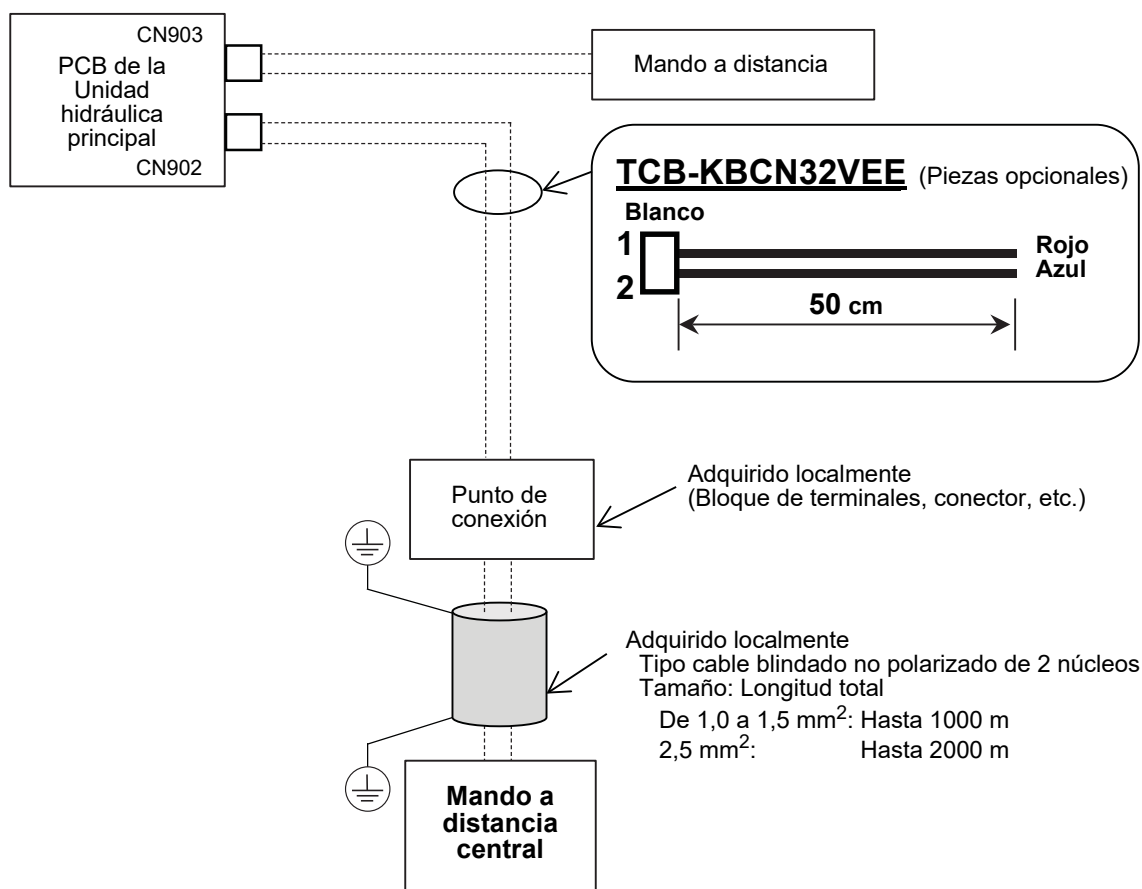 CN903
PCB de la
Unidad
hidráulica
principal
CN902
Mando a distancia
TCB-KBCN32VEE (Piezas opcionales)
Blanco
1
2
Rojo
Azul
50 cm
Punto de
conexión
Adquirido localmente
(Bloque de terminales, conector, etc.)
Adquirido localmente
Tipo cable blindado no polarizado de 2 núcleos
Tamaño: Longitud total
De 1,0 a 1,5 mm²: Hasta 1000 m
2,5 mm²: Hasta 2000 m
Mando a
distancia
central